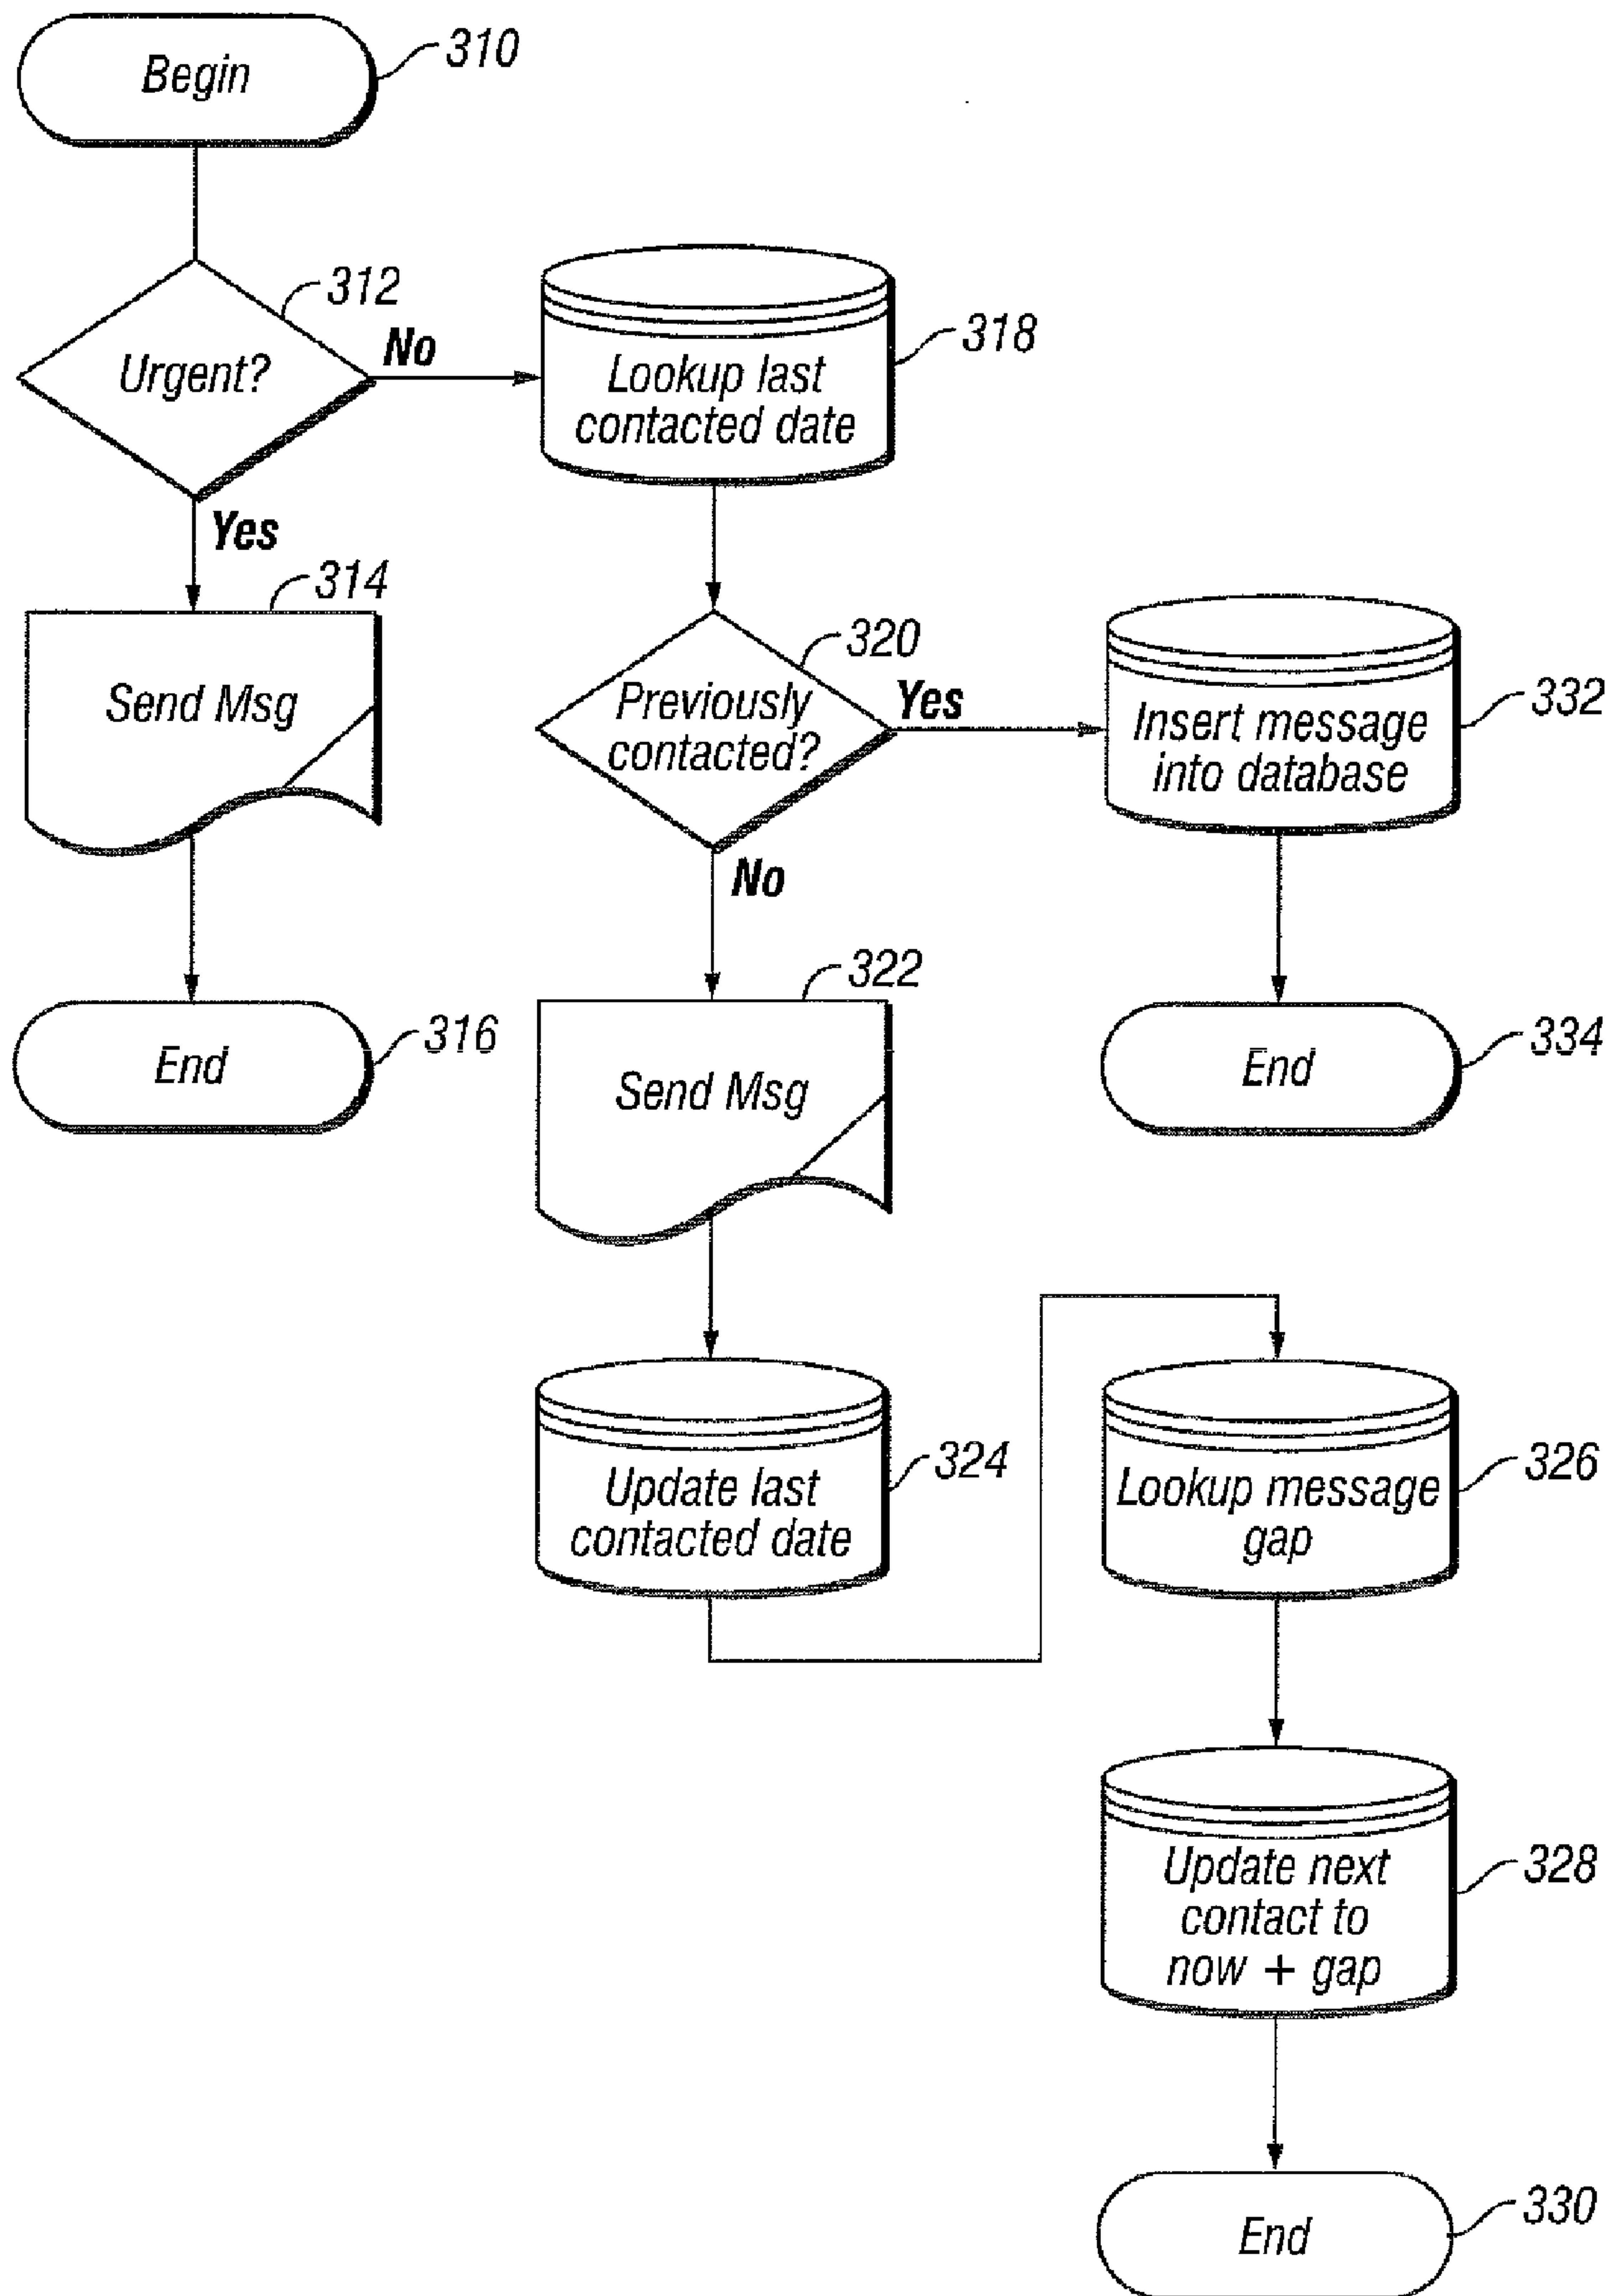 Begin
310
312
Urgent?
No
Yes
Lookup last
contacted date
318
314
Send Msg
320
Previously
contacted?
Yes
No
Insert message
into database
332
End
316
322
Send Msg
End
334
Update last
contacted date
324
Lookup message
gap
326
Update next
contact to
now + gap
328
End
330